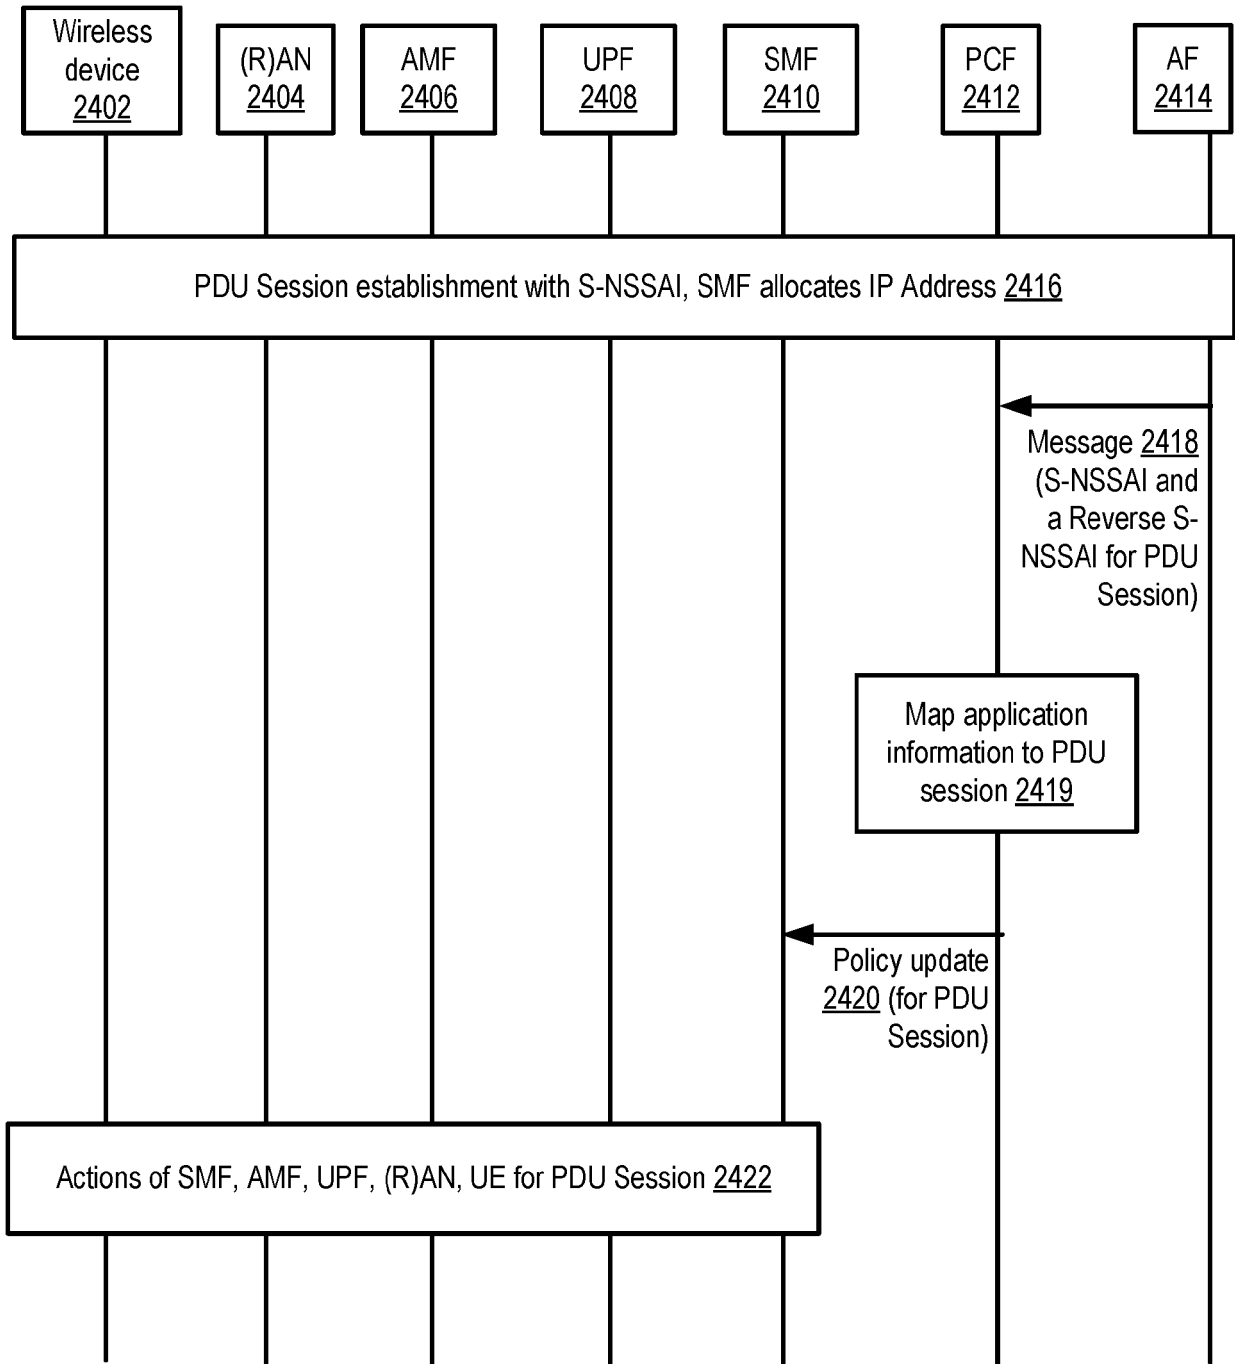 Wireless
device
2402
(R)AN
2404
AMF
2406
UPF
2408
SMF
2410
PCF
2412
AF
2414
PDU Session establishment with S-NSSAI, SMF allocates IP Address 2416
Message 2418
(S-NSSAI and
a Reverse S-
NSSAI for PDU
Session)
Map application
information to PDU
session 2419
Policy update
2420 (for PDU
Session)
Actions of SMF, AMF, UPF, (R)AN, UE for PDU Session 2422